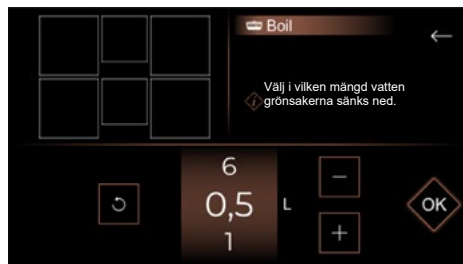 Boil
Välj i vilken mängd vatten
grönsakerna sänks ned.
6
0,5 L
1
OK